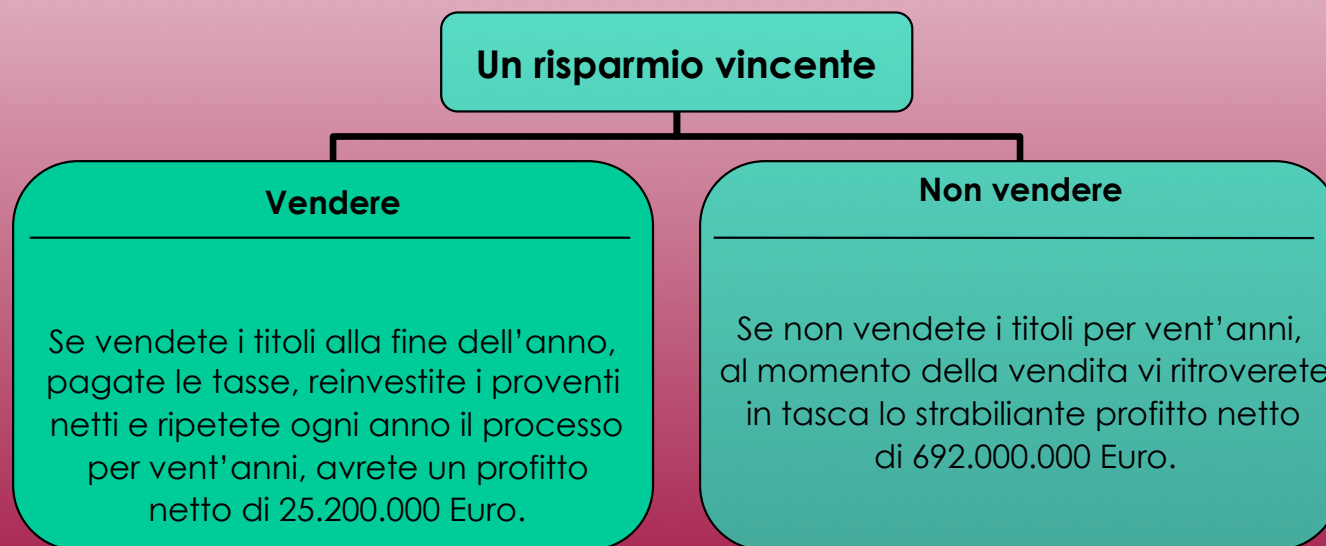 Un risparmio vincente
Vendere
Se vendete i titoli alla fine dell’anno,
pagate le tasse, reinvestite i proventi
netti e ripetete ogni anno il processo
per vent’anni, avrete un profitto
netto di 25.200.000 Euro.
Non vendere
Se non vendete i titoli per vent’anni,
al momento della vendita vi ritroverete
in tasca lo strabiliante profitto netto
di 692.000.000 Euro.